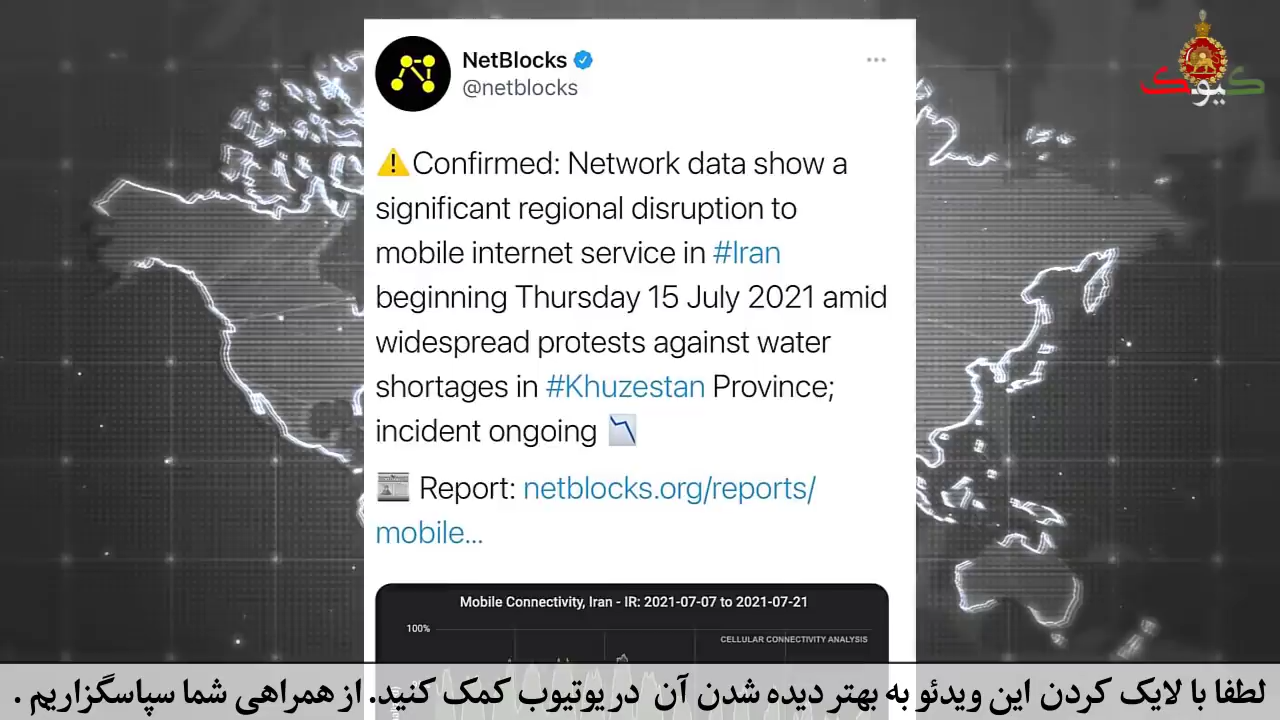 NetBlocks
@netblocks
⚠️Confirmed: Network data show a
significant regional disruption to
mobile internet service in #Iran
beginning Thursday 15 July 2021 amid
widespread protests against water
shortages in #Khuzestan Province;
incident ongoing 📉
📰 Report: netblocks.org/reports/
mobile...
Mobile Connectivity, Iran - IR: 2021-07-07 to 2021-07-21
100%
CELLULAR CONNECTIVITY ANALYSIS
کیوک
لطفا با لایک کردن این ویدئو به بهتر دیده شدن آن در یوتیوب کمک کنید. از همراهی شما سپاسگزاریم .